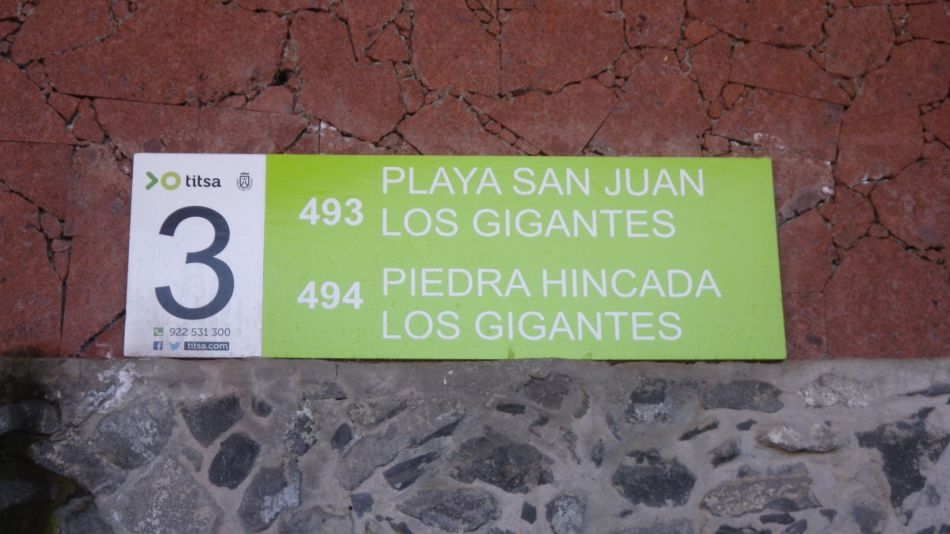 titsa
3
922 531 300
titsa.com
493 PLAYA SAN JUAN
LOS GIGANTES
494 PIEDRA HINCADA
LOS GIGANTES